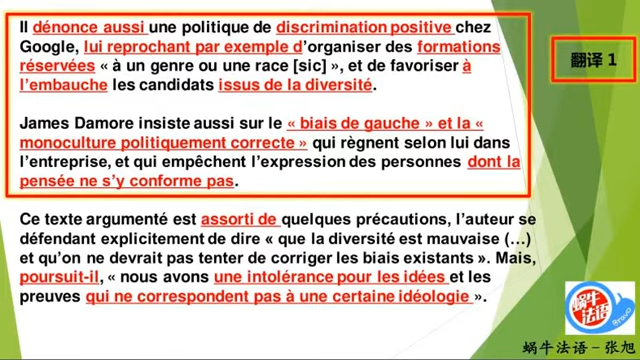 Il dénonce aussi une politique de discrimination positive chez
Google, lui reprochant par exemple d’organiser des formations
réservées « à un genre ou une race [sic] », et de favoriser à
l’embauche les candidats issus de la diversité.
James Damore insiste aussi sur le « biais de gauche » et la «
monoculture politiquement correcte » qui règnent selon lui dans
l’entreprise, et qui empêchent l’expression des personnes dont la
pensée ne s’y conforme pas.
Ce texte argumenté est assorti de quelques précautions, l’auteur se
défendant explicitement de dire « que la diversité est mauvaise (…)
et qu’on ne devrait pas tenter de corriger les biais existants ». Mais,
poursuit-il, « nous avons une intolérance pour les idées et les
preuves qui ne correspondent pas à une certaine idéologie ».
翻译 1
蜗牛
法语
蜗牛法语–张旭